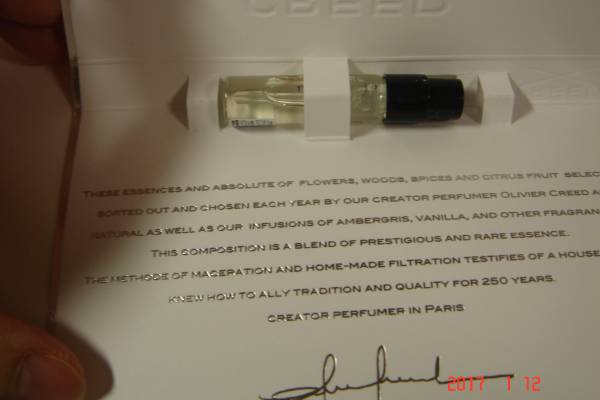 CREED
CREED
THESE ESSENCES AND ABSOLUTE OF FLOWERS, WOODS, SPICES AND CITRUS FRUIT SELEC
SORTED OUT AND CHOSEN EACH YEAR BY OUR CREATOR PERFUMER OLIVIER CREED A
NATURAL AS WELL AS OUR INFUSIONS OF AMBERGRIS, VANILLA, AND OTHER FRAGRAN
THIS COMPOSITION IS A BLEND OF PRESTIGIOUS AND RARE ESSENCE.
THE METHODE OF MACERATION AND HOME-MADE FILTRATION TESTIFIES OF A HOUSE
KNEW HOW TO ALLY TRADITION AND QUALITY FOR 250 YEARS.
CREATOR PERFUMER IN PARIS
2017 1 12